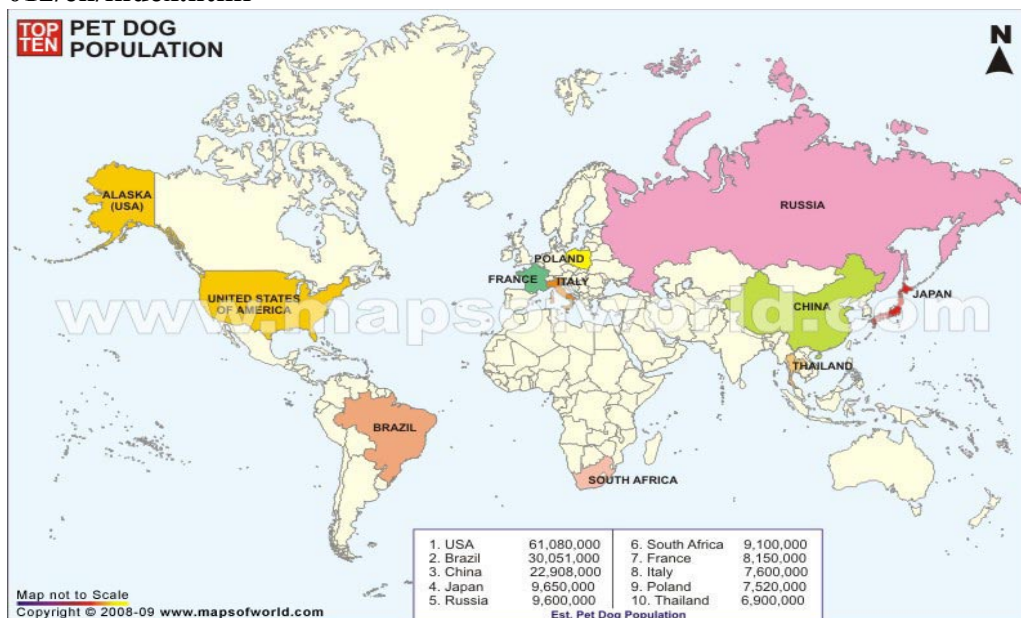 TOP TEN PET DOG POPULATION
N
ALASKA
(USA)
RUSSIA
POLAND
FRANCE
ITALY
UNITED STATES
OF AMERICA
CHINA
JAPAN
www.mapsofworld.com
THAILAND
BRAZIL
SOUTH AFRICA
1. USA 61,080,000
2. Brazil 30,051,000
3. China 22,908,000
4. Japan 9,650,000
5. Russia 9,600,000
6. South Africa 9,100,000
7. France 8,150,000
8. Italy 7,600,000
9. Poland 7,520,000
10. Thailand 6,900,000
Est. Pet Dog Population
Map not to Scale
Copyright © 2008-09 www.mapsofworld.com